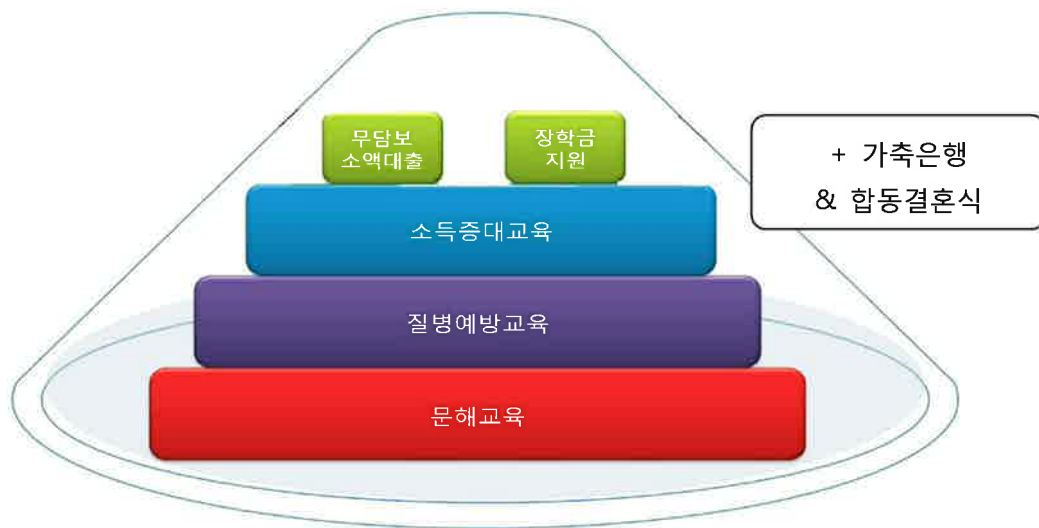 무담보
소액대출
장학금
지원
+ 가축은행
& 합동결혼식
소득증대교육
질병예방교육
문해교육